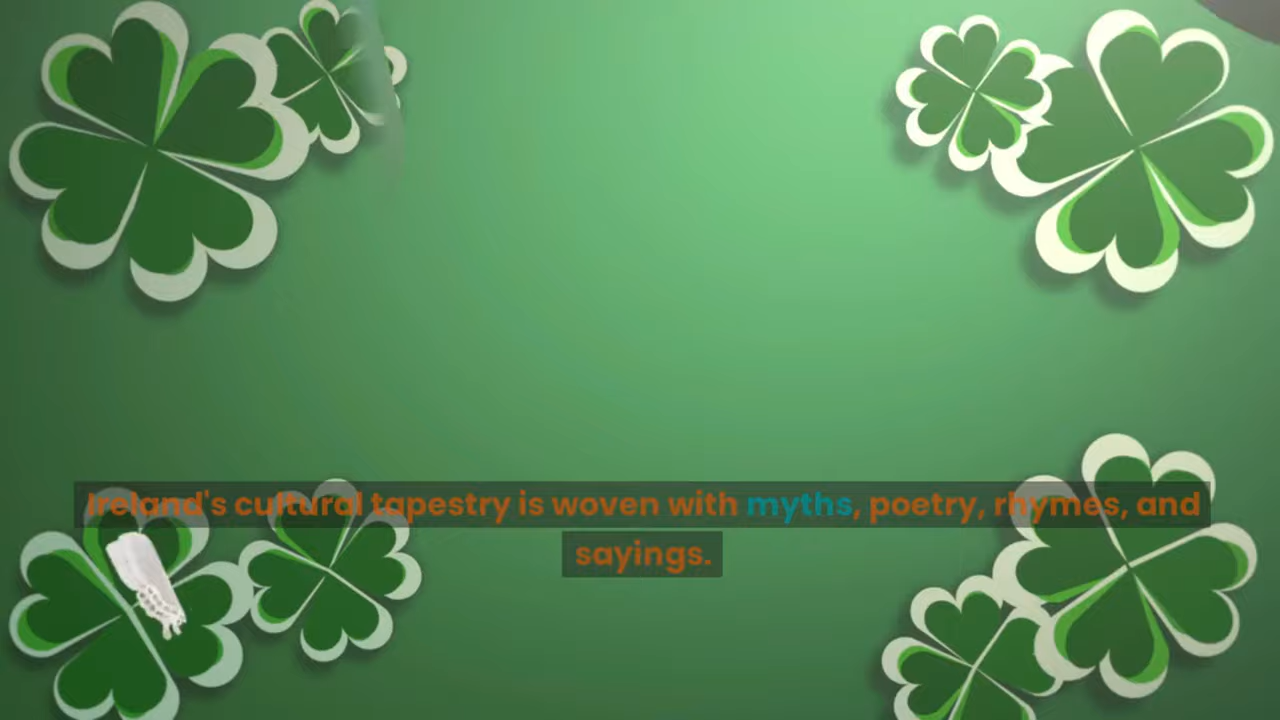 Ireland's cultural tapestry is woven with myths, poetry, rhymes, and
sayings.